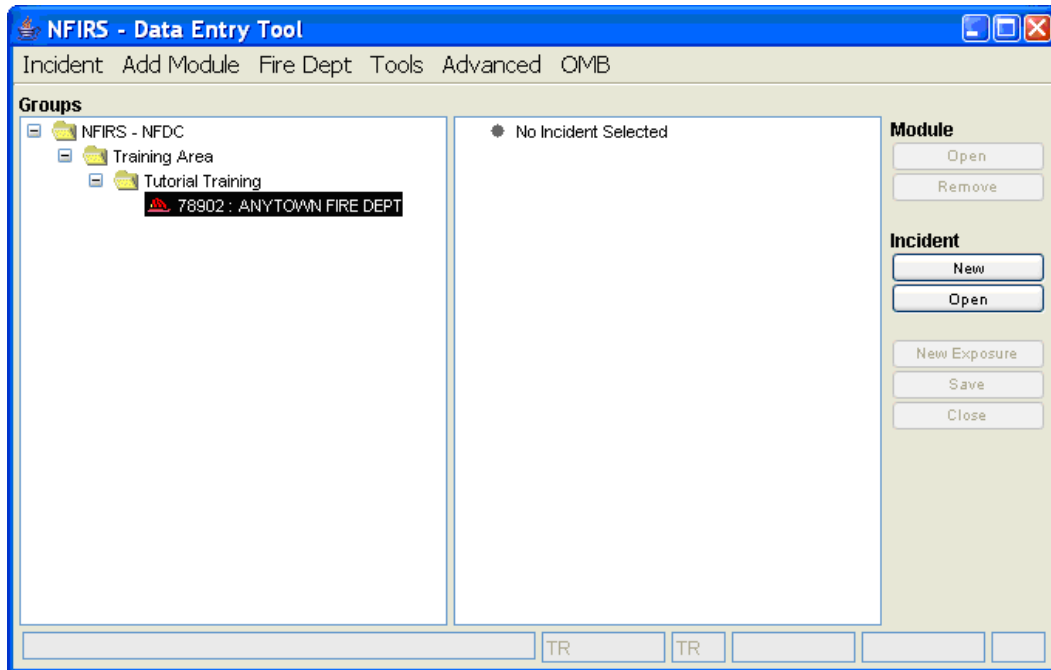 NFIRS - Data Entry Tool
Incident Add Module Fire Dept Tools Advanced OMB
Groups
NFIRS - NFDC
Training Area
Tutorial Training
78902 : ANYTOWN FIRE DEPT
No Incident Selected
Module
Open
Remove
Incident
New
Open
New Exposure
Save
Close
TR TR